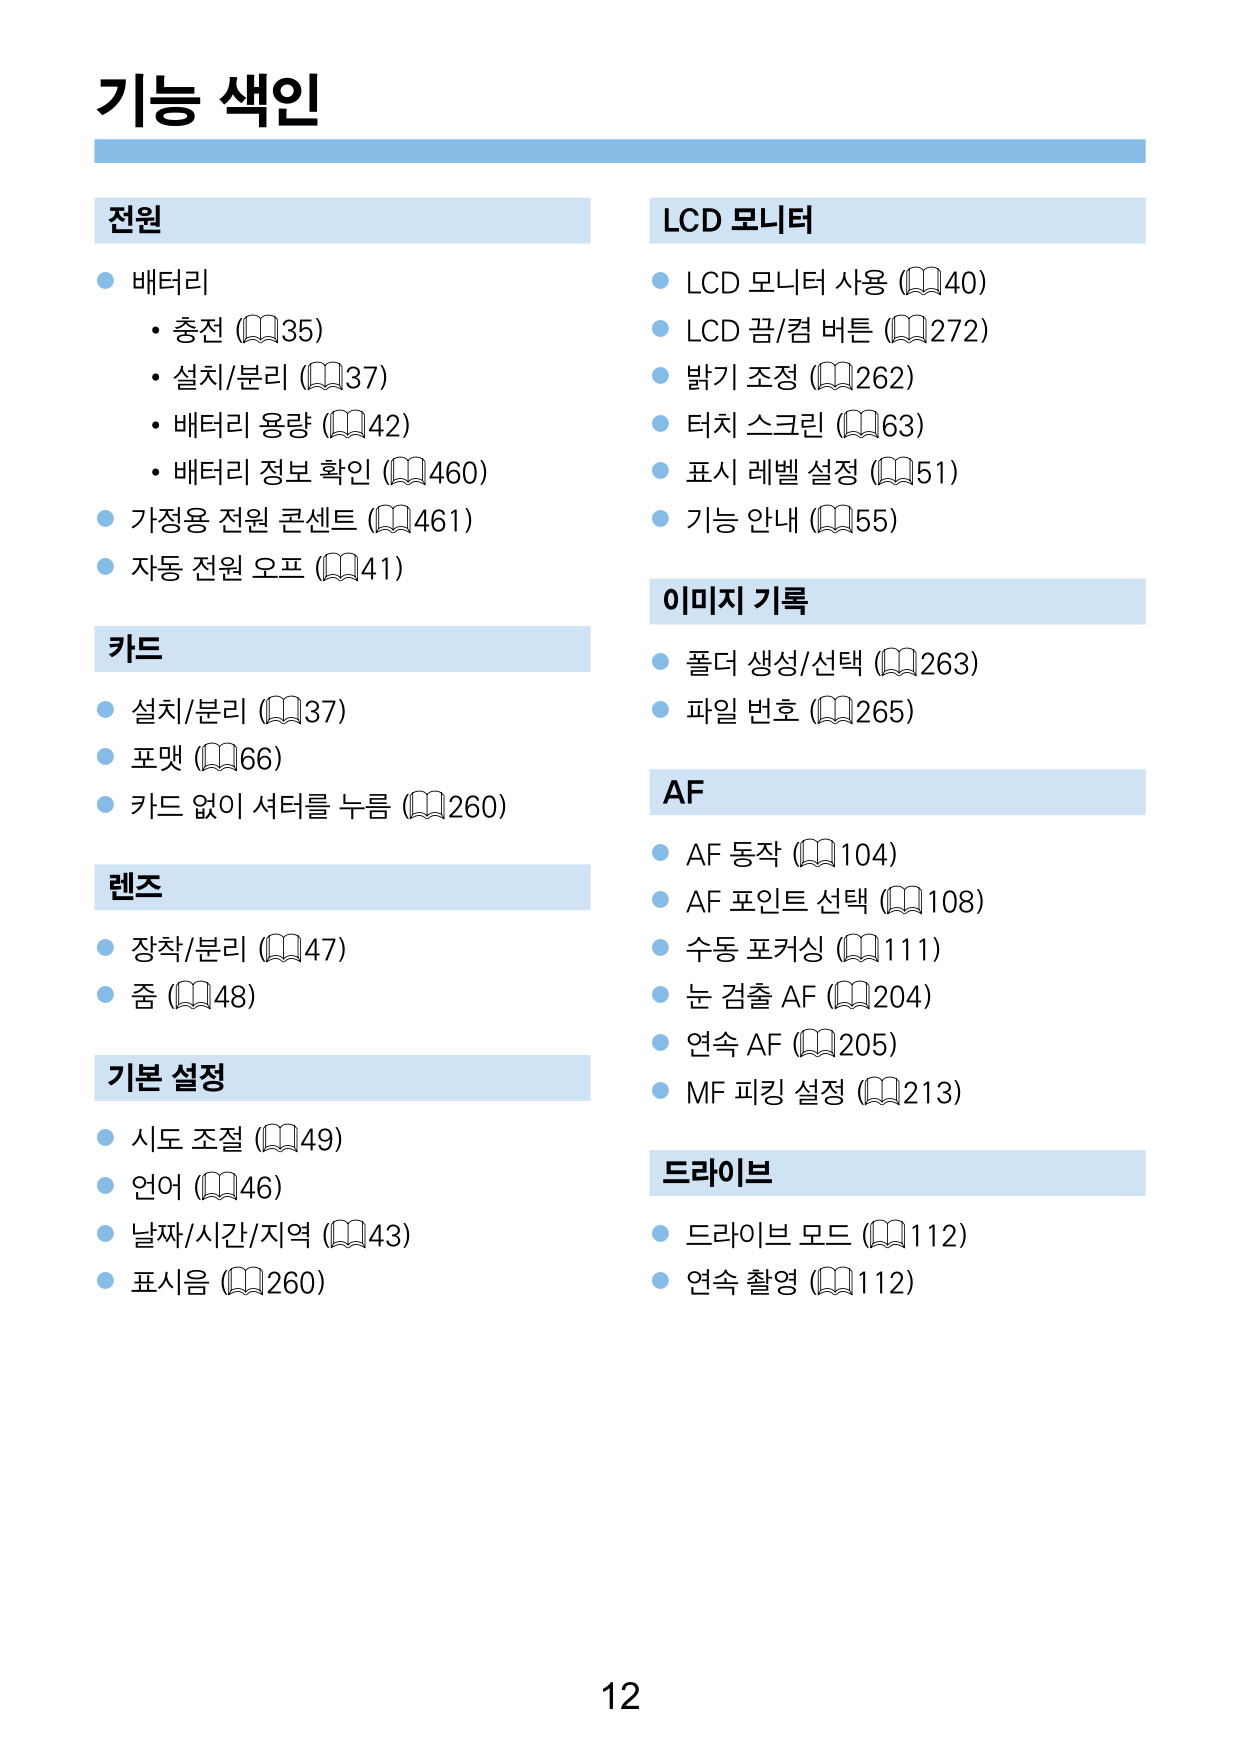 기능 색인
전원
● 배터리
• 충전 (📖35)
• 설치/분리 (📖37)
• 배터리 용량 (📖42)
• 배터리 정보 확인 (📖460)
● 가정용 전원 콘센트 (📖461)
● 자동 전원 오프 (📖41)
카드
● 설치/분리 (📖37)
● 포맷 (📖66)
● 카드 없이 셔터를 누름 (📖260)
렌즈
● 장착/분리 (📖47)
● 줌 (📖48)
기본 설정
● 시도 조절 (📖49)
● 언어 (📖46)
● 날짜/시간/지역 (📖43)
● 표시음 (📖260)
LCD 모니터
● LCD 모니터 사용 (📖40)
● LCD 끔/켬 버튼 (📖272)
● 밝기 조정 (📖262)
● 터치 스크린 (📖63)
● 표시 레벨 설정 (📖51)
● 기능 안내 (📖55)
이미지 기록
● 폴더 생성/선택 (📖263)
● 파일 번호 (📖265)
AF
● AF 동작 (📖104)
● AF 포인트 선택 (📖108)
● 수동 포커싱 (📖111)
● 눈 검출 AF (📖204)
● 연속 AF (📖205)
● MF 피킹 설정 (📖213)
드라이브
● 드라이브 모드 (📖112)
● 연속 촬영 (📖112)
12